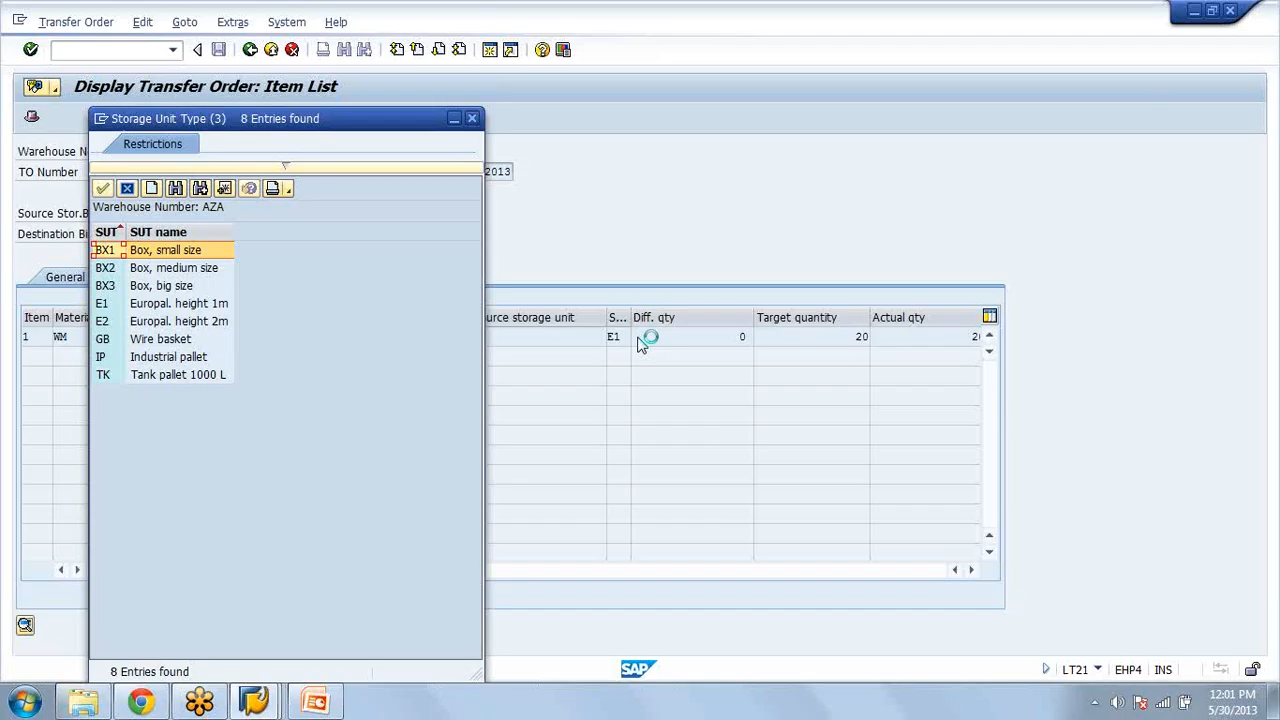 Transfer Order Edit Goto Extras System Help
Display Transfer Order: Item List
Storage Unit Type (3) 8 Entries found
Restrictions
Warehouse N
TO Number 2013
Warehouse Number: AZA
Source Stor.B
Destination Bi
SUT SUT name
BX1 Box, small size
BX2 Box, medium size
BX3 Box, big size
E1 Europal. height 1m
E2 Europal. height 2m
GB Wire basket
IP Industrial pallet
TK Tank pallet 1000 L
General
Item Materi urce storage unit S... Diff. qty Target quantity Actual qty
1 WM E1 0 20 2
8 Entries found
SAP LT21 EHP4 INS
12:01 PM
5/30/2013